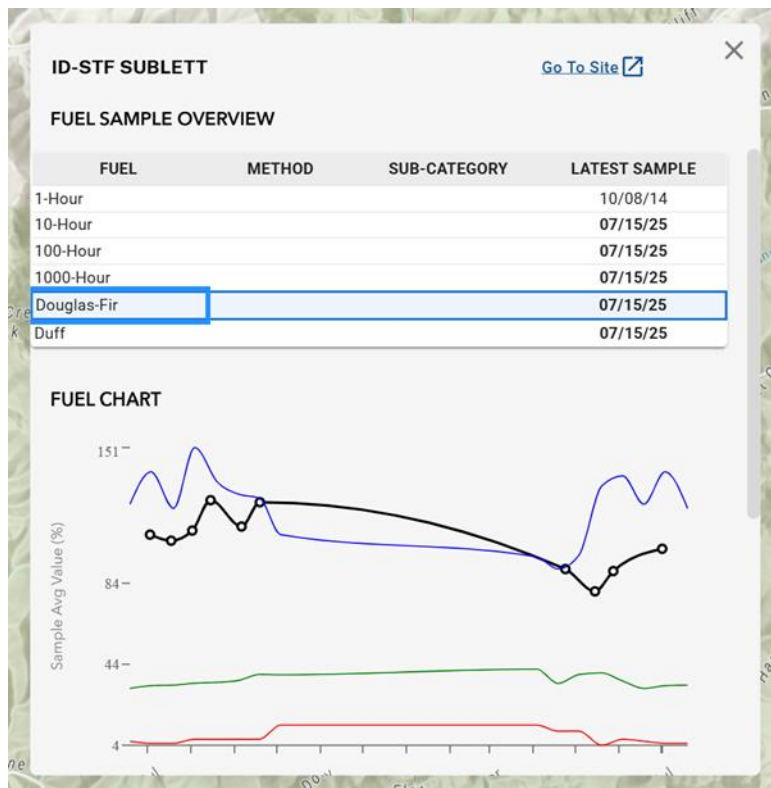 ID-STF SUBLETT
Go To Site
FUEL SAMPLE OVERVIEW
FUEL METHOD SUB-CATEGORY LATEST SAMPLE
1-Hour 10/08/14
10-Hour 07/15/25
100-Hour 07/15/25
1000-Hour 07/15/25
Douglas-Fir 07/15/25
Duff 07/15/25
FUEL CHART
151
84
44
4
Sample Avg Value (%)